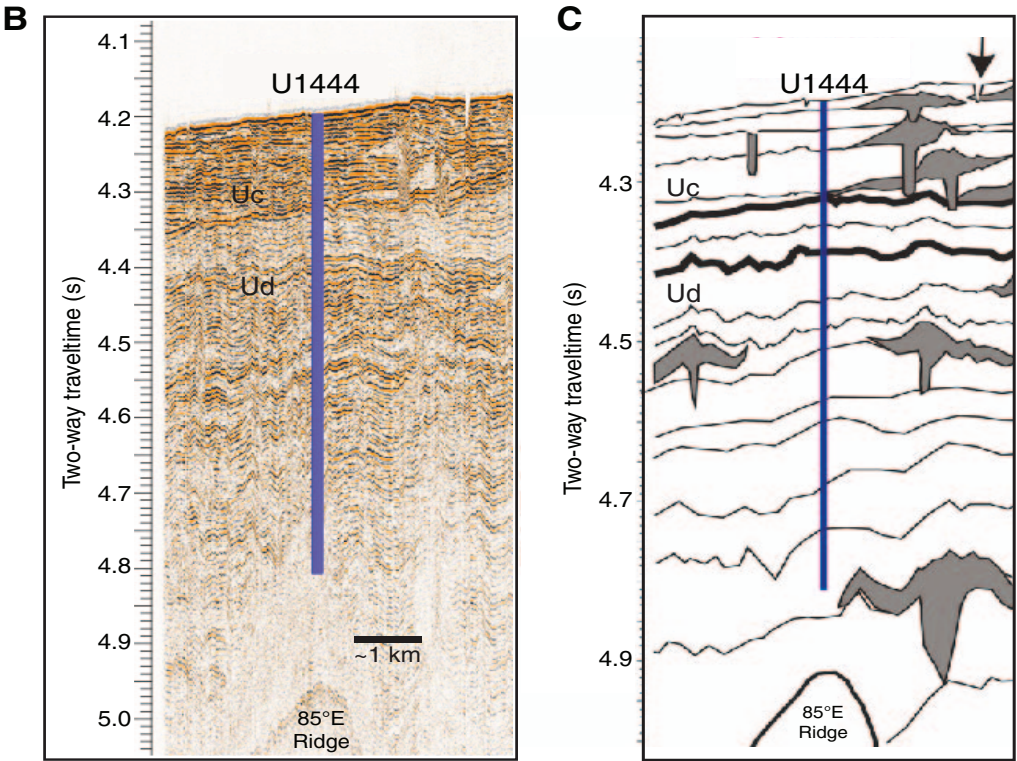 B
4.1
U1444
4.2
4.3
Uc
4.4
Ud
4.5
4.6
4.7
4.8
4.9
~1 km
5.0
85°E
Ridge
Two-way traveltime (s)
C
U1444
4.3
Uc
Ud
4.5
4.7
4.9
85°E
Ridge
Two-way traveltime (s)